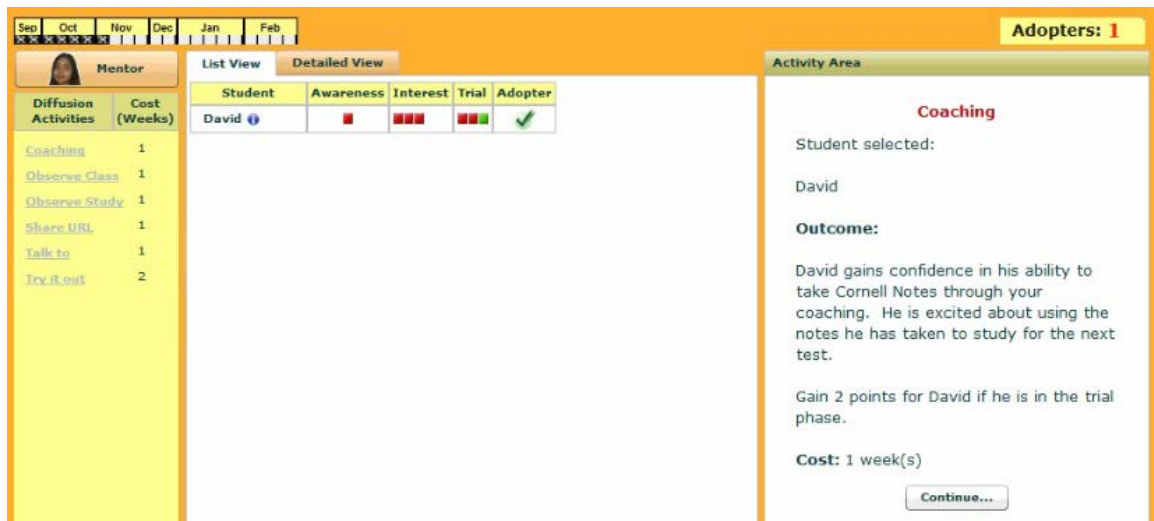 Sep Oct Nov Dec Jan Feb
Adopters: 1
Mentor
Diffusion Activities Cost (Weeks)
Coaching 1
Observe Class 1
Observe Study 1
Share URL 1
Talk to 1
Try it out 2
List View Detailed View
Student Awareness Interest Trial Adopter
David
Activity Area
Coaching
Student selected:
David
Outcome:
David gains confidence in his ability to
take Cornell Notes through your
coaching. He is excited about using the
notes he has taken to study for the next
test.
Gain 2 points for David if he is in the trial
phase.
Cost: 1 week(s)
Continue...